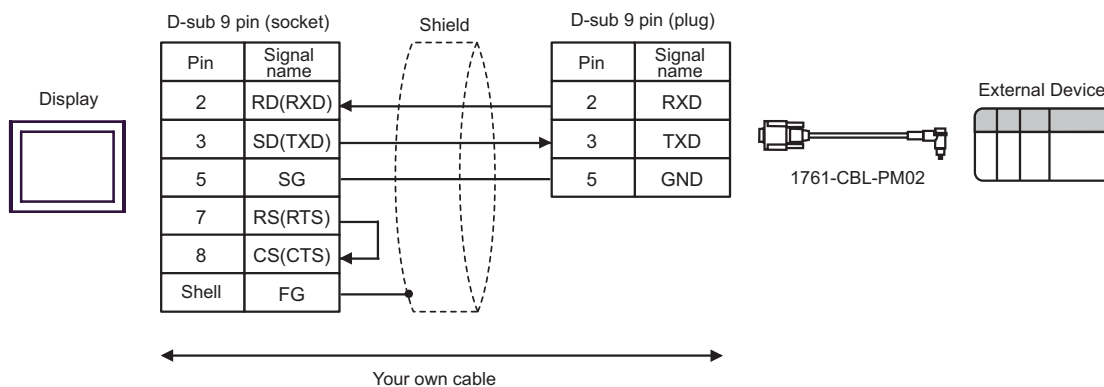 D-sub 9 pin (socket)
Shield
D-sub 9 pin (plug)
Display
Pin Signal name
2 RD(RXD)
3 SD(TXD)
5 SG
7 RS(RTS)
8 CS(CTS)
Shell FG
Pin Signal name
2 RXD
3 TXD
5 GND
1761-CBL-PM02
External Device
Your own cable